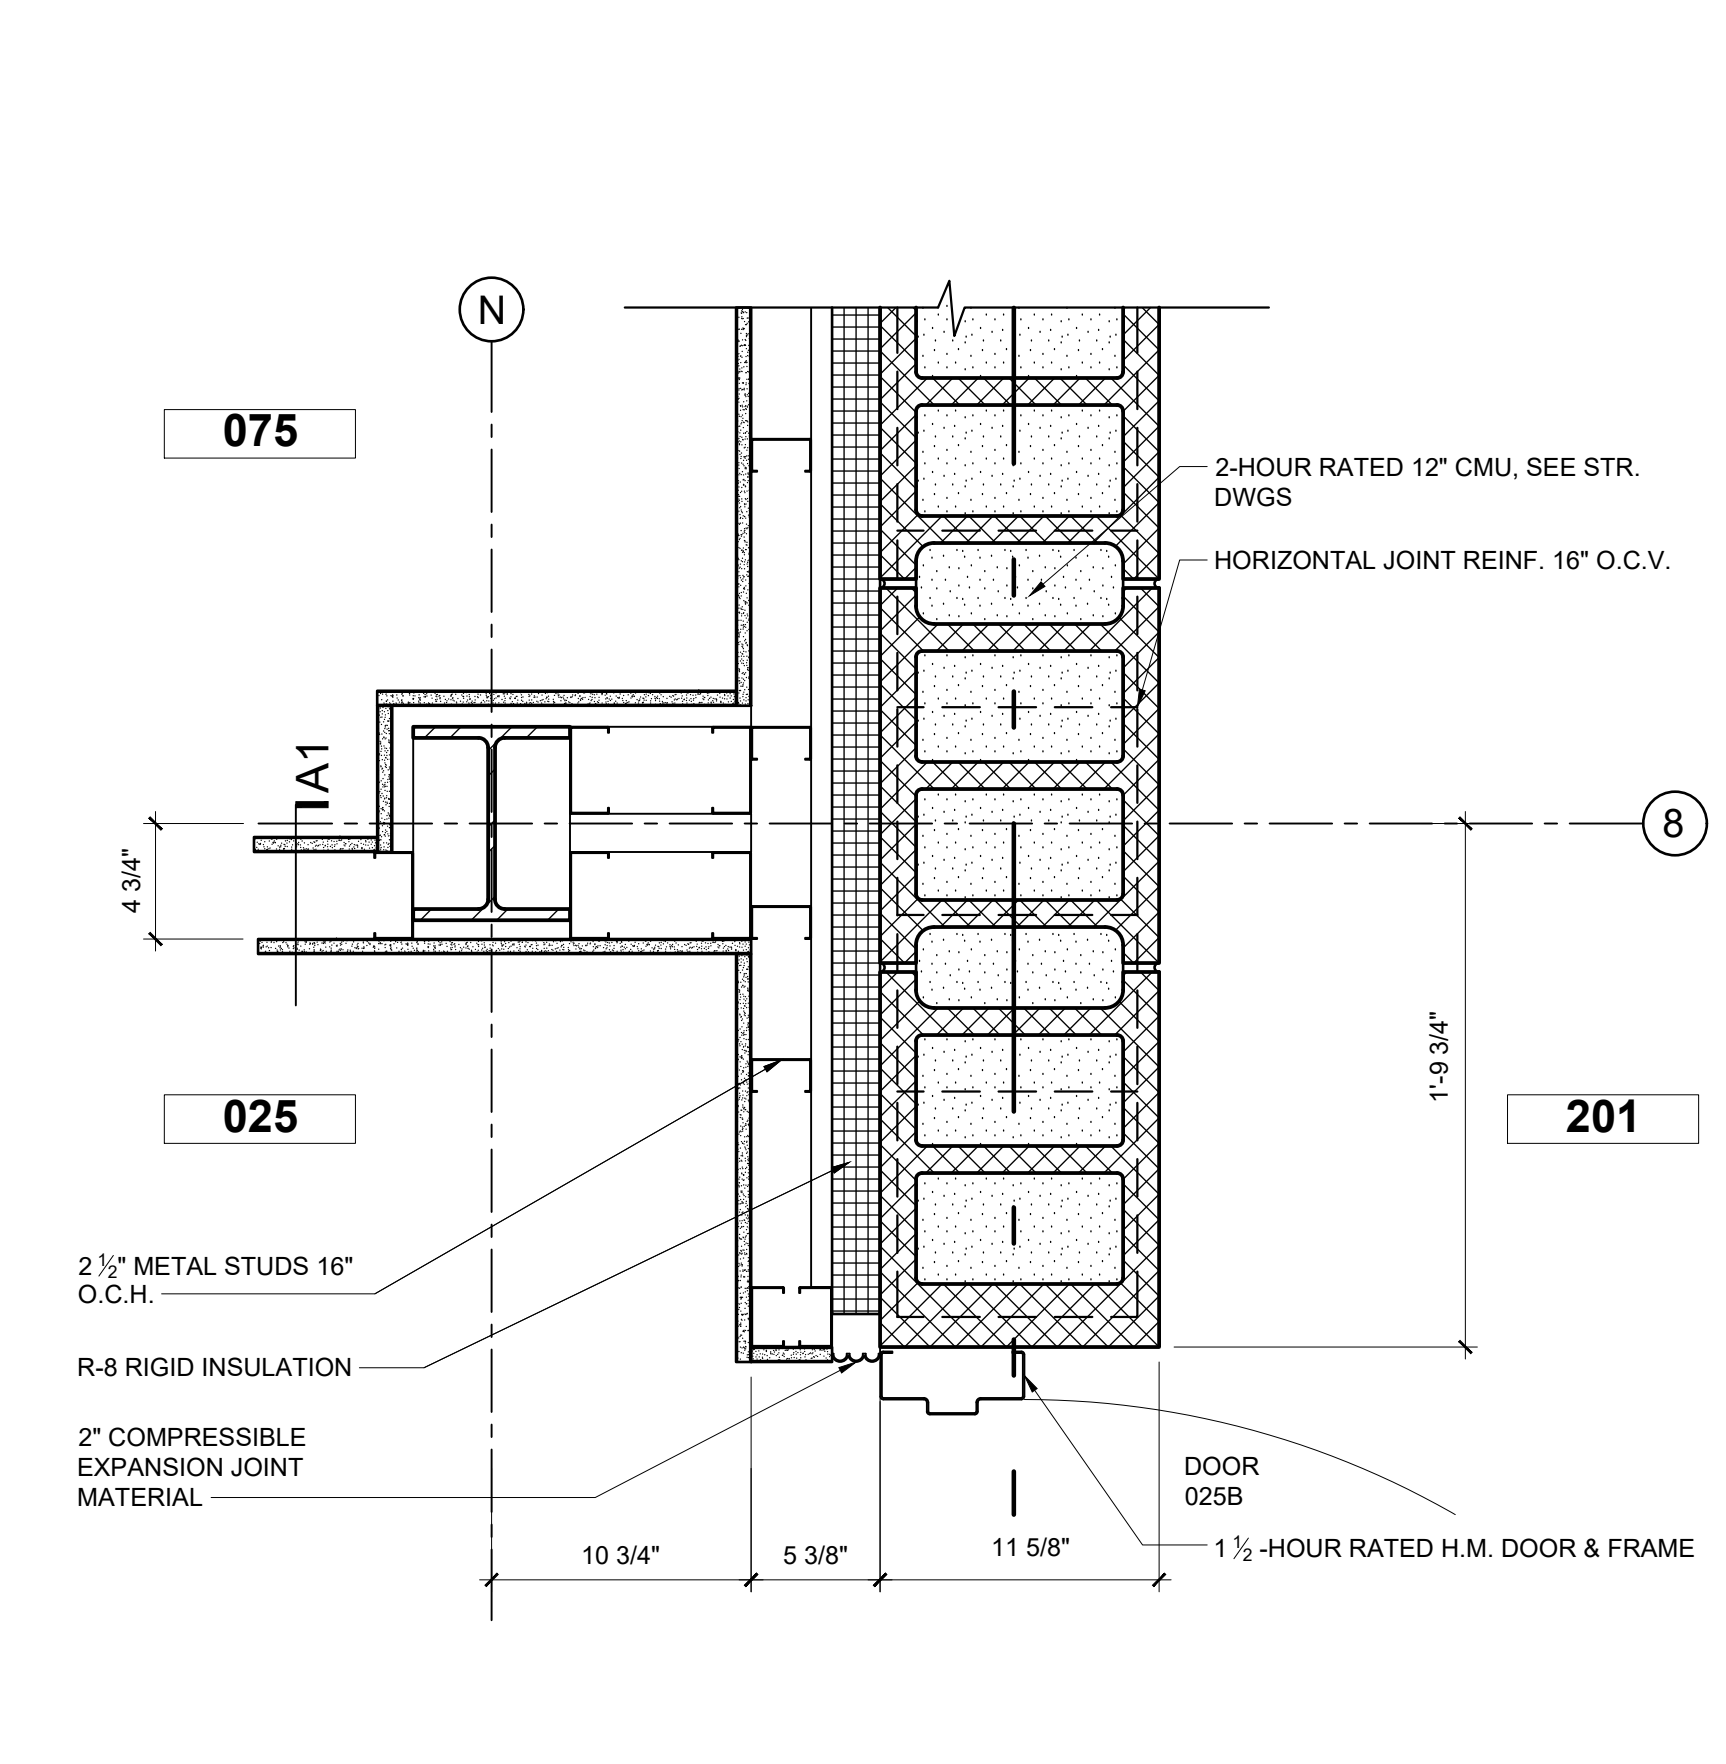 N
075
2-HOUR RATED 12" CMU, SEE STR.
DWGS
HORIZONTAL JOINT REINF. 16" O.C.V.
A1
8
4 3/4"
1'-9 3/4"
025
201
2 ½" METAL STUDS 16"
O.C.H.
R-8 RIGID INSULATION
2" COMPRESSIBLE
EXPANSION JOINT
MATERIAL
DOOR
025B
1 ½ -HOUR RATED H.M. DOOR & FRAME
10 3/4"
5 3/8"
11 5/8"